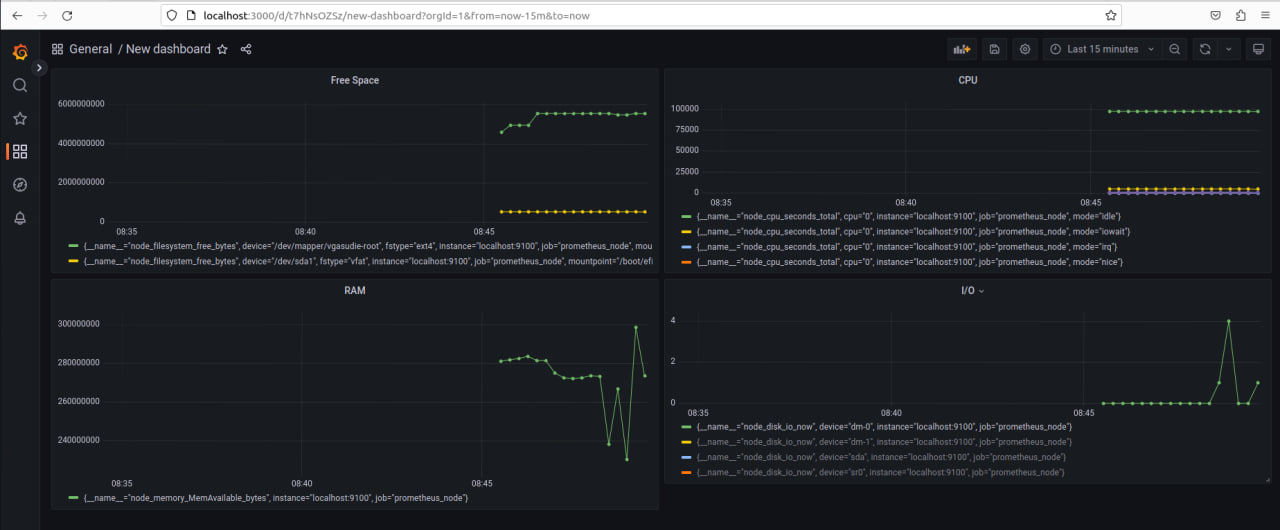 localhost:3000/d/t7hNsOZSz/new-dashboard?orgId=1&from=now-15m&to=now
General / New dashboard
Last 15 minutes
Free Space
6000000000
4000000000
2000000000
0
08:35 08:40 08:45
{__name__="node_filesystem_free_bytes", device="/dev/mapper/vgasudie-root", fstype="ext4", instance="localhost:9100", job="prometheus_node", mou
{__name__="node_filesystem_free_bytes", device="/dev/sda1", fstype="vfat", instance="localhost:9100", job="prometheus_node", mountpoint="/boot/efi
CPU
100000
75000
50000
25000
0
08:35 08:40 08:45
{__name__="node_cpu_seconds_total", cpu="0", instance="localhost:9100", job="prometheus_node", mode="idle"}
{__name__="node_cpu_seconds_total", cpu="0", instance="localhost:9100", job="prometheus_node", mode="iowait"}
{__name__="node_cpu_seconds_total", cpu="0", instance="localhost:9100", job="prometheus_node", mode="irq"}
{__name__="node_cpu_seconds_total", cpu="0", instance="localhost:9100", job="prometheus_node", mode="nice"}
RAM
300000000
280000000
260000000
240000000
08:35 08:40 08:45
{__name__="node_memory_MemAvailable_bytes", instance="localhost:9100", job="prometheus_node"}
I/O
4
2
0
08:35 08:40 08:45
{__name__="node_disk_io_now", device="dm-0", instance="localhost:9100", job="prometheus_node"}
{__name__="node_disk_io_now", device="dm-1", instance="localhost:9100", job="prometheus_node"}
{__name__="node_disk_io_now", device="sda", instance="localhost:9100", job="prometheus_node"}
{__name__="node_disk_io_now", device="sr0", instance="localhost:9100", job="prometheus_node"}